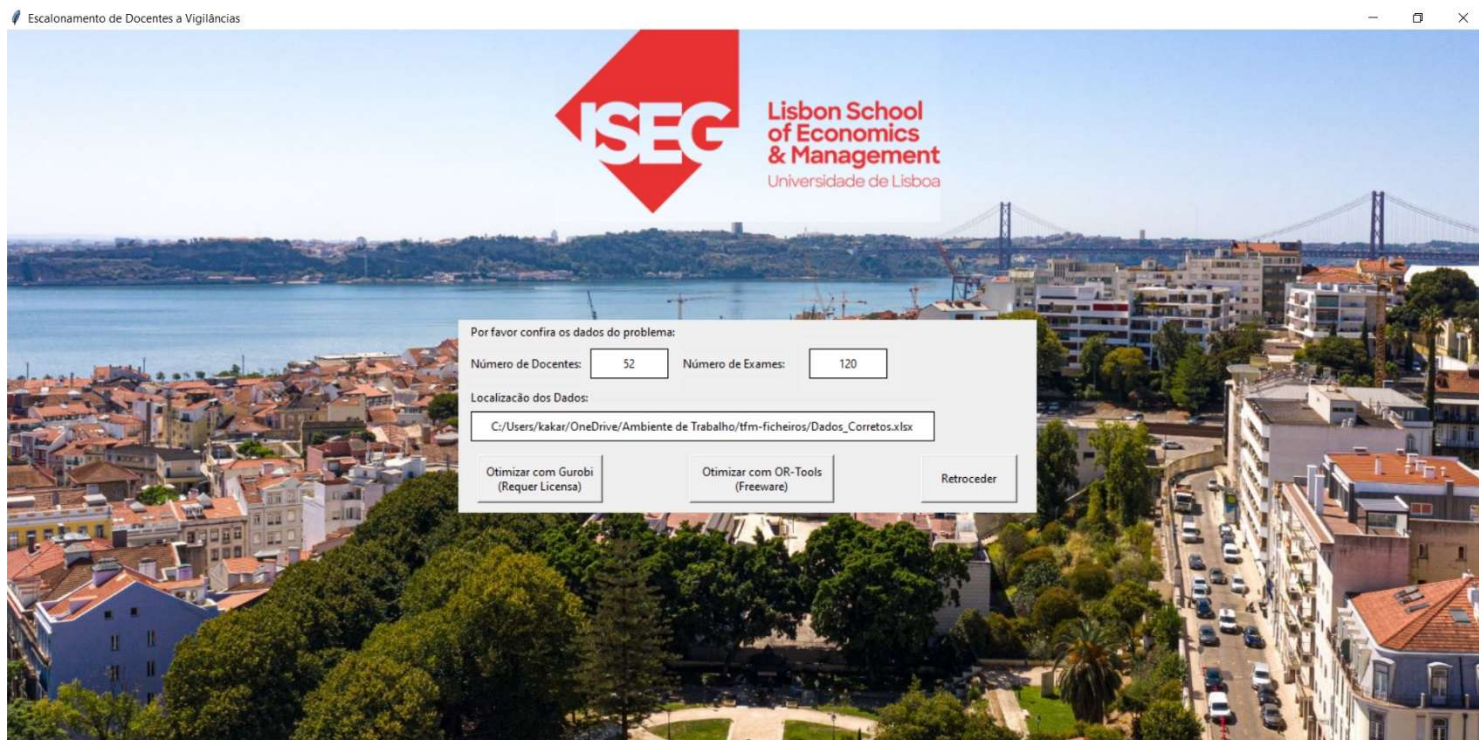 Escalonamento de Docentes a Vigilâncias
ISEG
Lisbon School
of Economics
& Management
Universidade de Lisboa
Por favor confira os dados do problema:
Número de Docentes: 52 Número de Exames: 120
Localizacão dos Dados:
C:/Users/kakar/OneDrive/Ambiente de Trabalho/tfm-ficheiros/Dados_Corretos.xlsx
Otimizar com Gurobi
(Requer Licensa)
Otimizar com OR-Tools
(Freeware)
Retroceder